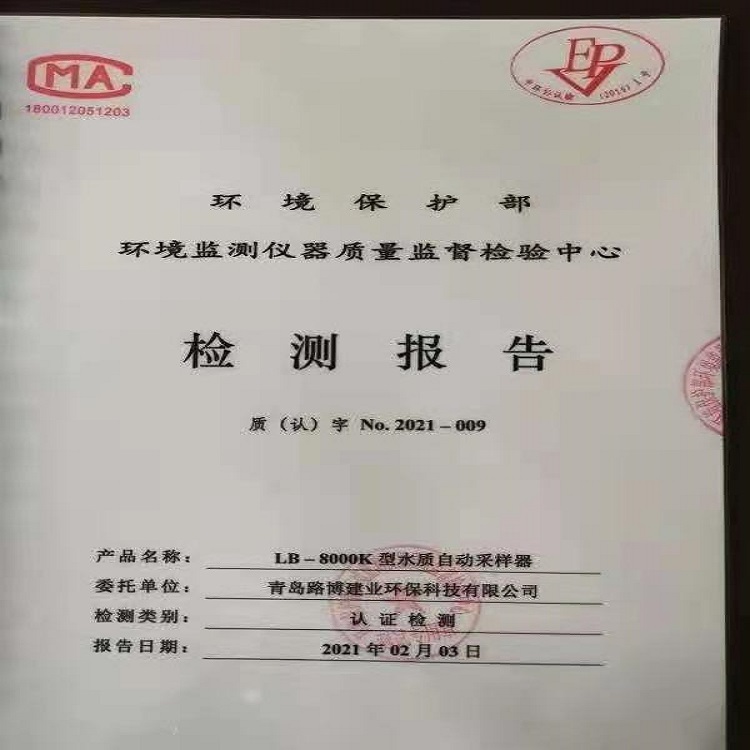 CMA
180012051203
EP
环境保护部
环境监测仪器质量监督检验中心
检测报告
质（认）字 No. 2021－009
产品名称： LB－8000K 型水质自动采样器
委托单位： 青岛路博建业环保科技有限公司
检测类别： 认证检测
报告日期： 2021 年 02 月 03 日